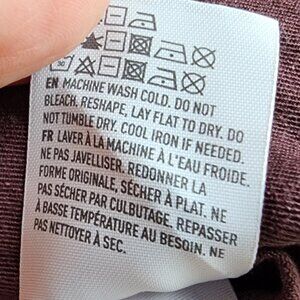 30
EN MACHINE WASH COLD. DO NOT
BLEACH. RESHAPE, LAY FLAT TO DRY. DO
NOT TUMBLE DRY. COOL IRON IF NEEDED.
FR LAVER À LA MACHINE À L'EAU FROIDE.
NE PAS JAVELLISER. REDONNER LA
FORME ORIGINALE, SÉCHER À PLAT. NE
PAS SÉCHER PAR CULBUTAGE. REPASSER
À BASSE TEMPÉRATURE AU BESOIN. NE
PAS NETTOYER À SEC.